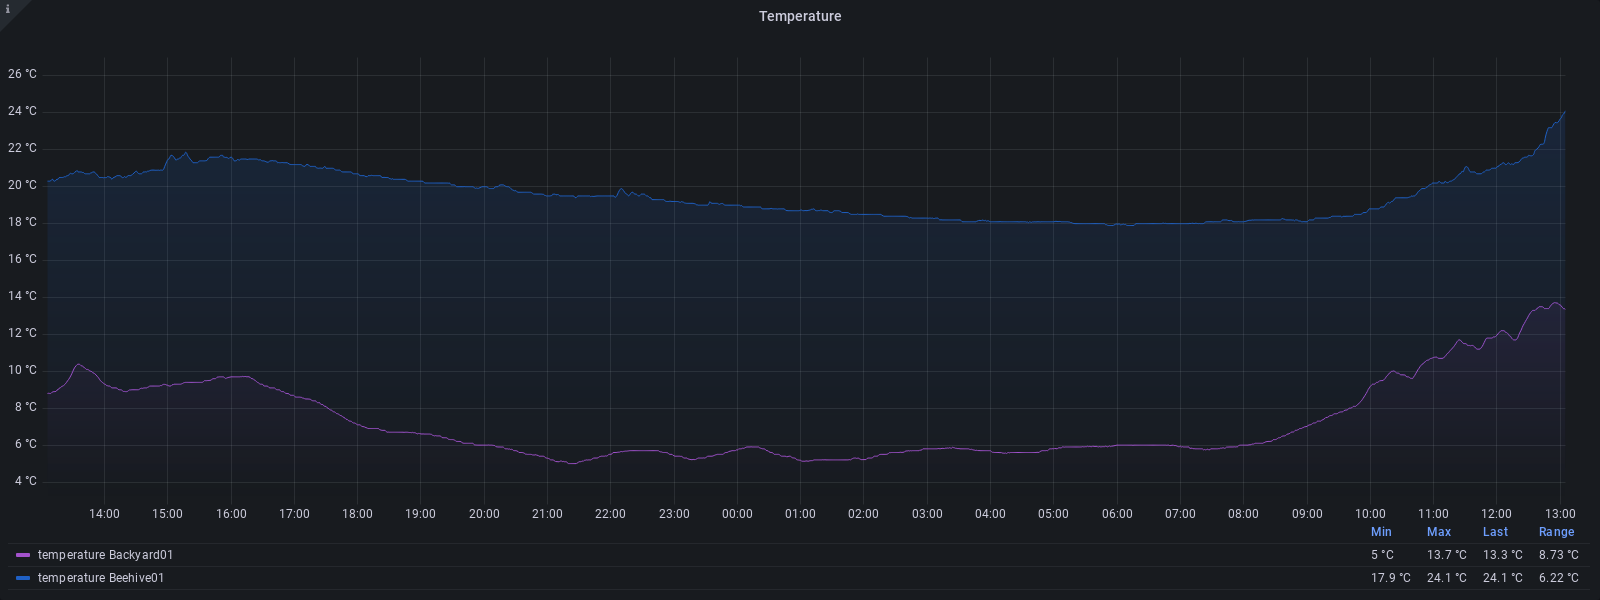 i
Temperature
26 °C
24 °C
22 °C
20 °C
18 °C
16 °C
14 °C
12 °C
10 °C
8 °C
6 °C
4 °C
14:00 15:00 16:00 17:00 18:00 19:00 20:00 21:00 22:00 23:00 00:00 01:00 02:00 03:00 04:00 05:00 06:00 07:00 08:00 09:00 10:00 11:00 12:00 13:00
Min Max Last Range
temperature Backyard01 5 °C 13.7 °C 13.3 °C 8.73 °C
temperature Beehive01 17.9 °C 24.1 °C 24.1 °C 6.22 °C